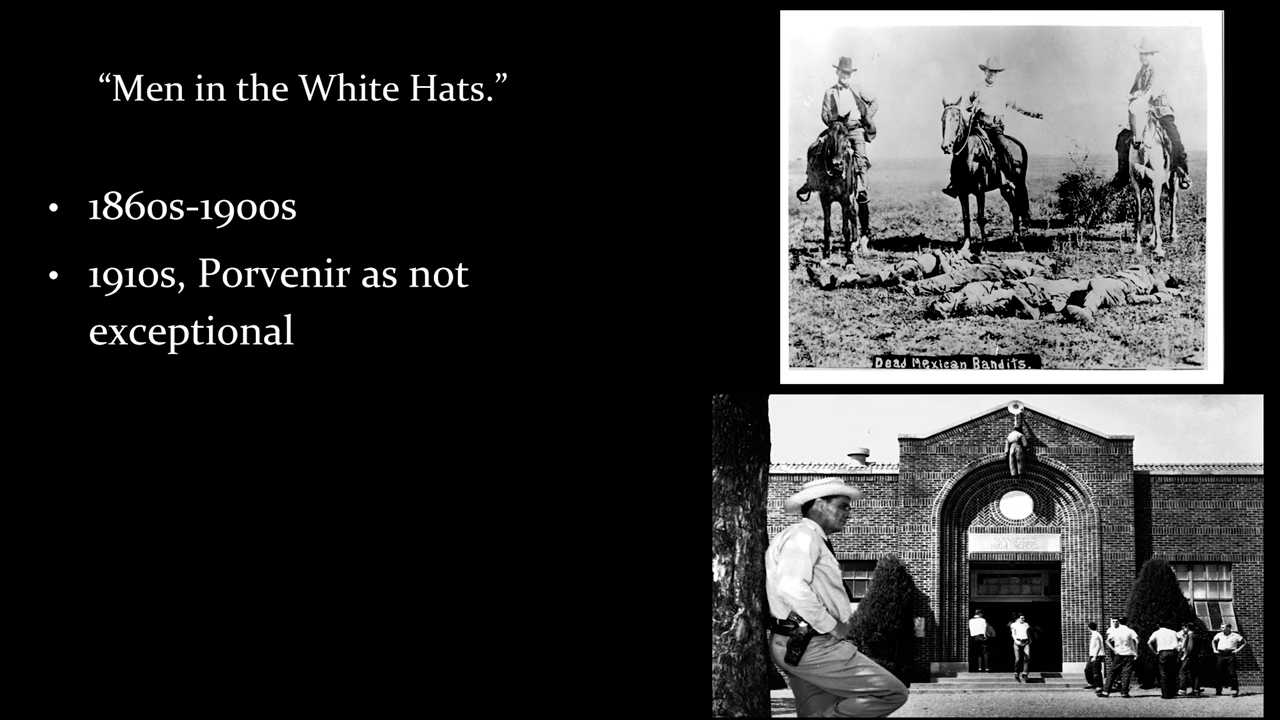 “Men in the White Hats.”
• 1860s-1900s
• 1910s, Porvenir as not
exceptional
Dead Mexican Bandits.